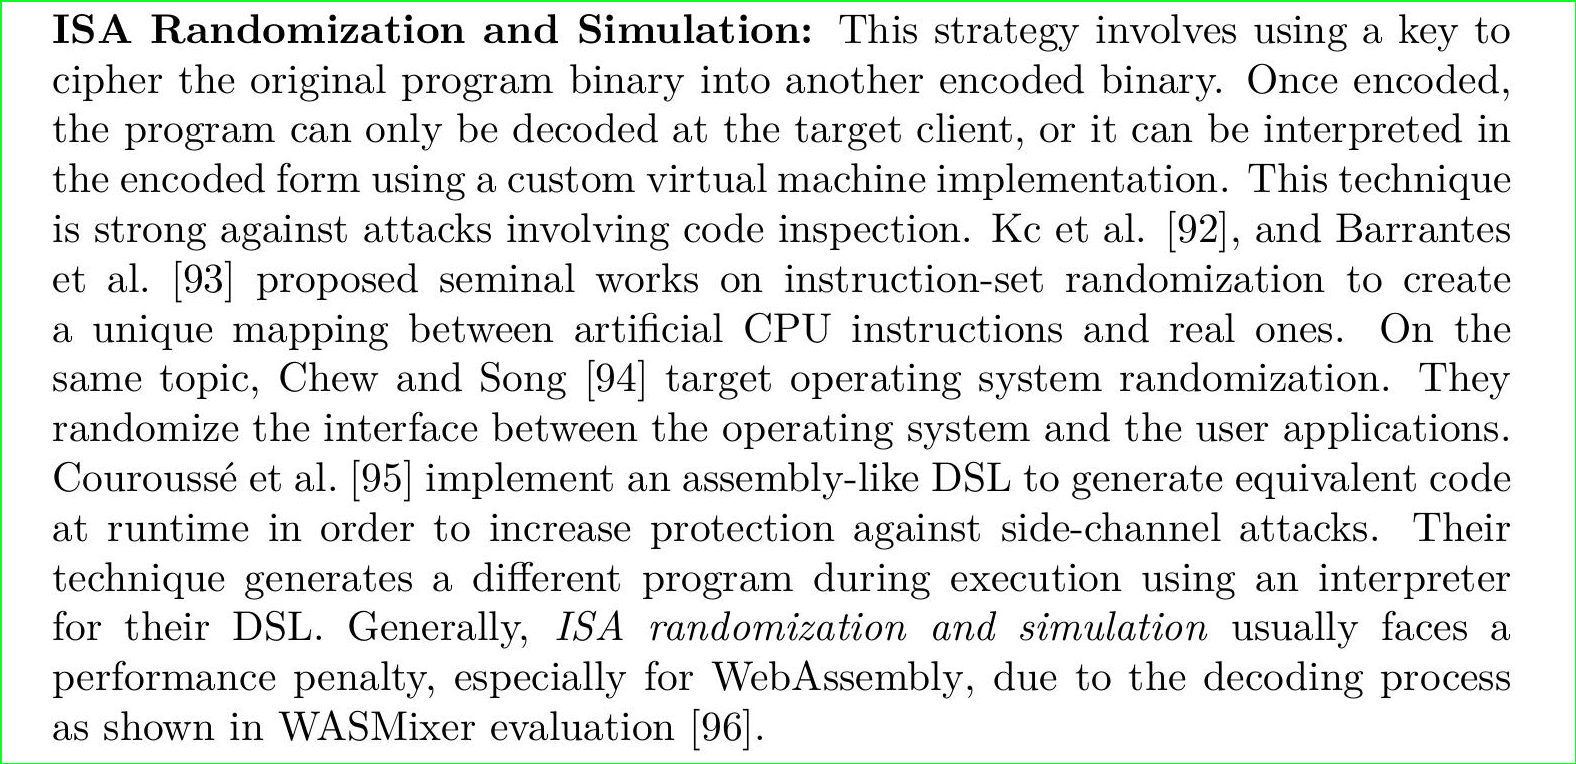 ISA Randomization and Simulation: This strategy involves using a key to
cipher the original program binary into another encoded binary. Once encoded,
the program can only be decoded at the target client, or it can be interpreted in
the encoded form using a custom virtual machine implementation. This technique
is strong against attacks involving code inspection. Kc et al. [92], and Barrantes
et al. [93] proposed seminal works on instruction-set randomization to create
a unique mapping between artificial CPU instructions and real ones. On the
same topic, Chew and Song [94] target operating system randomization. They
randomize the interface between the operating system and the user applications.
Couroussé et al. [95] implement an assembly-like DSL to generate equivalent code
at runtime in order to increase protection against side-channel attacks. Their
technique generates a different program during execution using an interpreter
for their DSL. Generally, ISA randomization and simulation usually faces a
performance penalty, especially for WebAssembly, due to the decoding process
as shown in WASMixer evaluation [96].